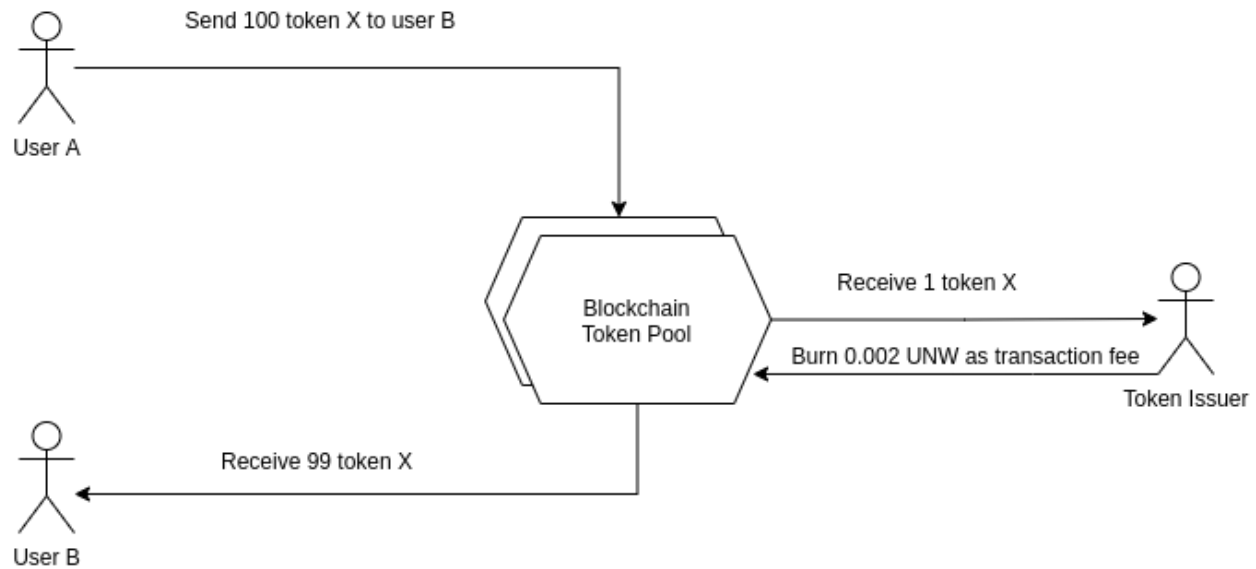 Send 100 token X to user B
User A
Blockchain
Token Pool
Receive 1 token X
Burn 0.002 UNW as transaction fee
Token Issuer
Receive 99 token X
User B